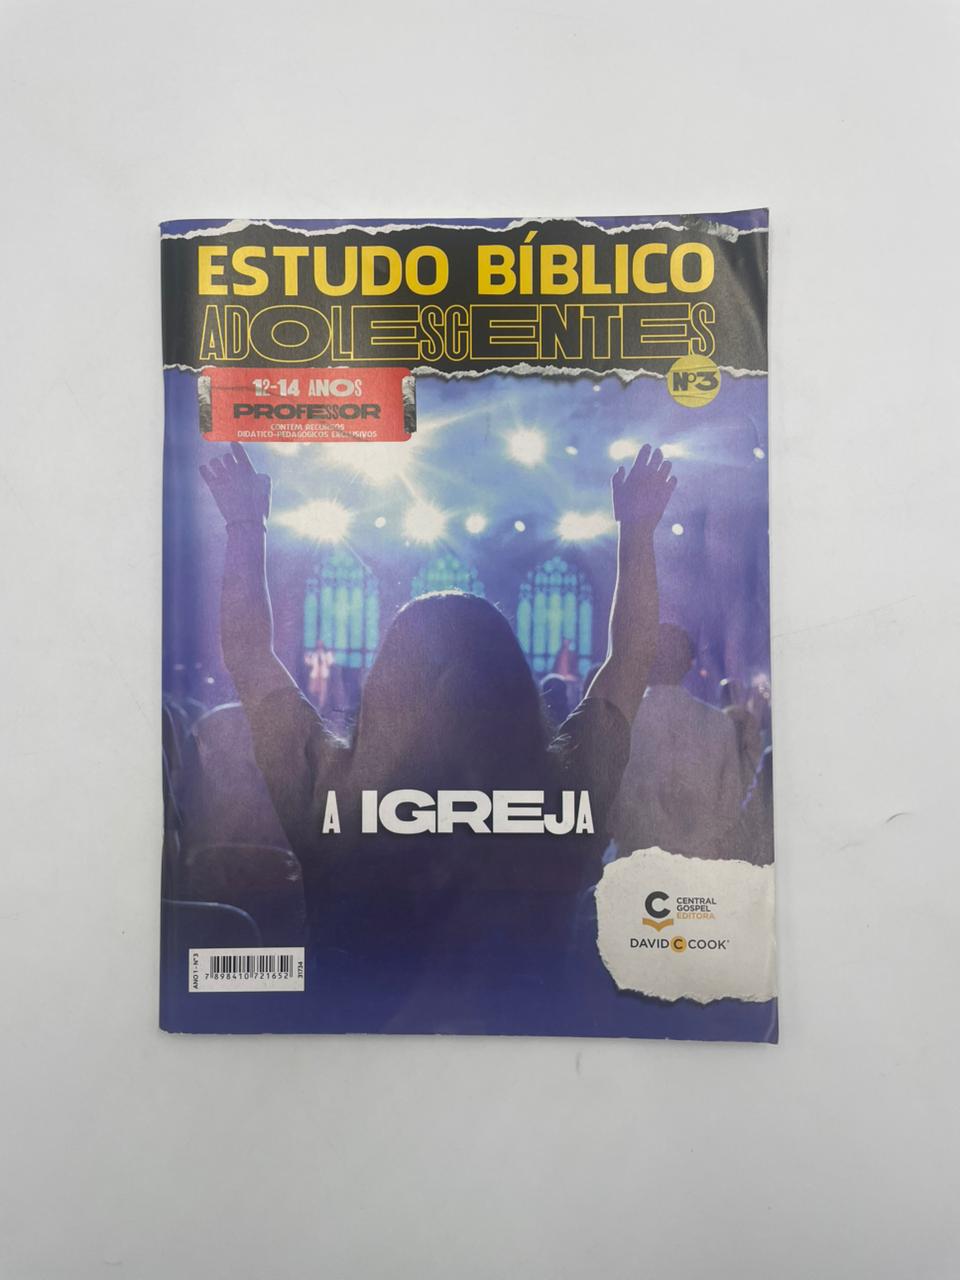 ESTUDO BÍBLICO
ADOLESCENTES
Nº3
12-14 ANOS
PROFESSOR
CONTÉM RECURSOS
DIDÁTICO-PEDAGÓGICOS EXCLUSIVOS
A IGREJA
CENTRAL
GOSPEL
EDITORA
DAVID C COOK
ANO 1 - Nº 3
7 898410 721652
31734